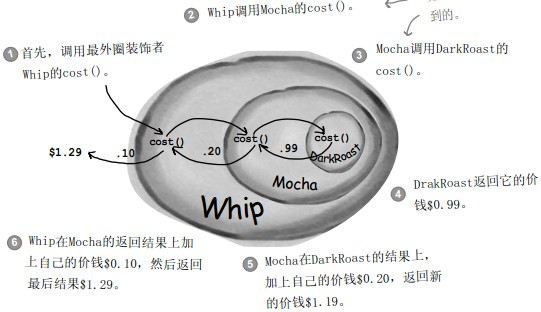 ② Whip调用Mocha的cost()。
到的。
① 首先，调用最外圈装饰者
Whip的cost()。
③ Mocha调用DarkRoast的
cost()。
cost() cost() cost()
$1.29 .10 .20 .99 DarkRoast
Mocha
Whip
④ DrakRoast返回它的价
钱$0.99。
⑥ Whip在Mocha的返回结果上加
上自己的价钱$0.10，然后返回
最后结果$1.29。
⑤ Mocha在DarkRoast的结果上，
加上自己的价钱$0.20，返回新
的价钱$1.19。